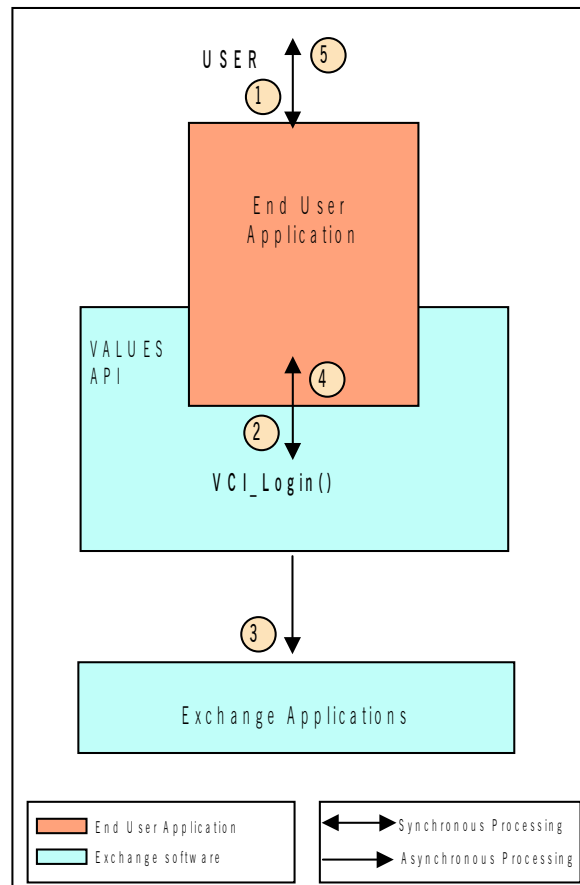 5
USER
1
End User
Application
VALUES
API
4
2
VCI_Login()
3
Exchange Applications
End User Application
Exchange software
Synchronous Processing
Asynchronous Processing